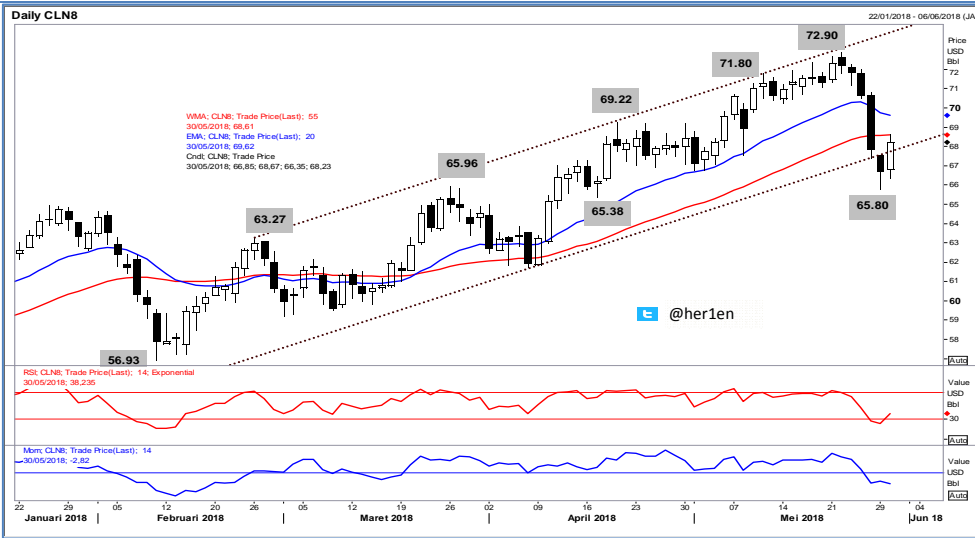 Daily CLN8
22/01/2018 - 06/06/2018 (JA
Price
USD
Bbl
72.90
71.80
69.22
65.96
63.27
65.38
65.80
56.93
WMA; CLN8; Trade Price(Last); 55
30/05/2018; 68,61
EMA; CLN8; Trade Price(Last); 20
30/05/2018; 69,62
Cndl; CLN8; Trade Price
30/05/2018; 66,85; 68,67; 66,35; 68,23
72
71
70
69
68
67
66
65
64
63
62
61
60
59
58
Auto
@her1en
RSI; CLN8; Trade Price(Last); 14; Exponential
30/05/2018; 38,235
Value
USD
Bbl
30
Auto
Mom; CLN8; Trade Price(Last); 14
30/05/2018; -2,82
Value
USD
Bbl
Auto
22 29 05 12 20 26 05 12 19 26 02 09 16 23 30 07 14 21 29 04
Januari 2018 Februari 2018 Maret 2018 April 2018 Mei 2018 Jun 18